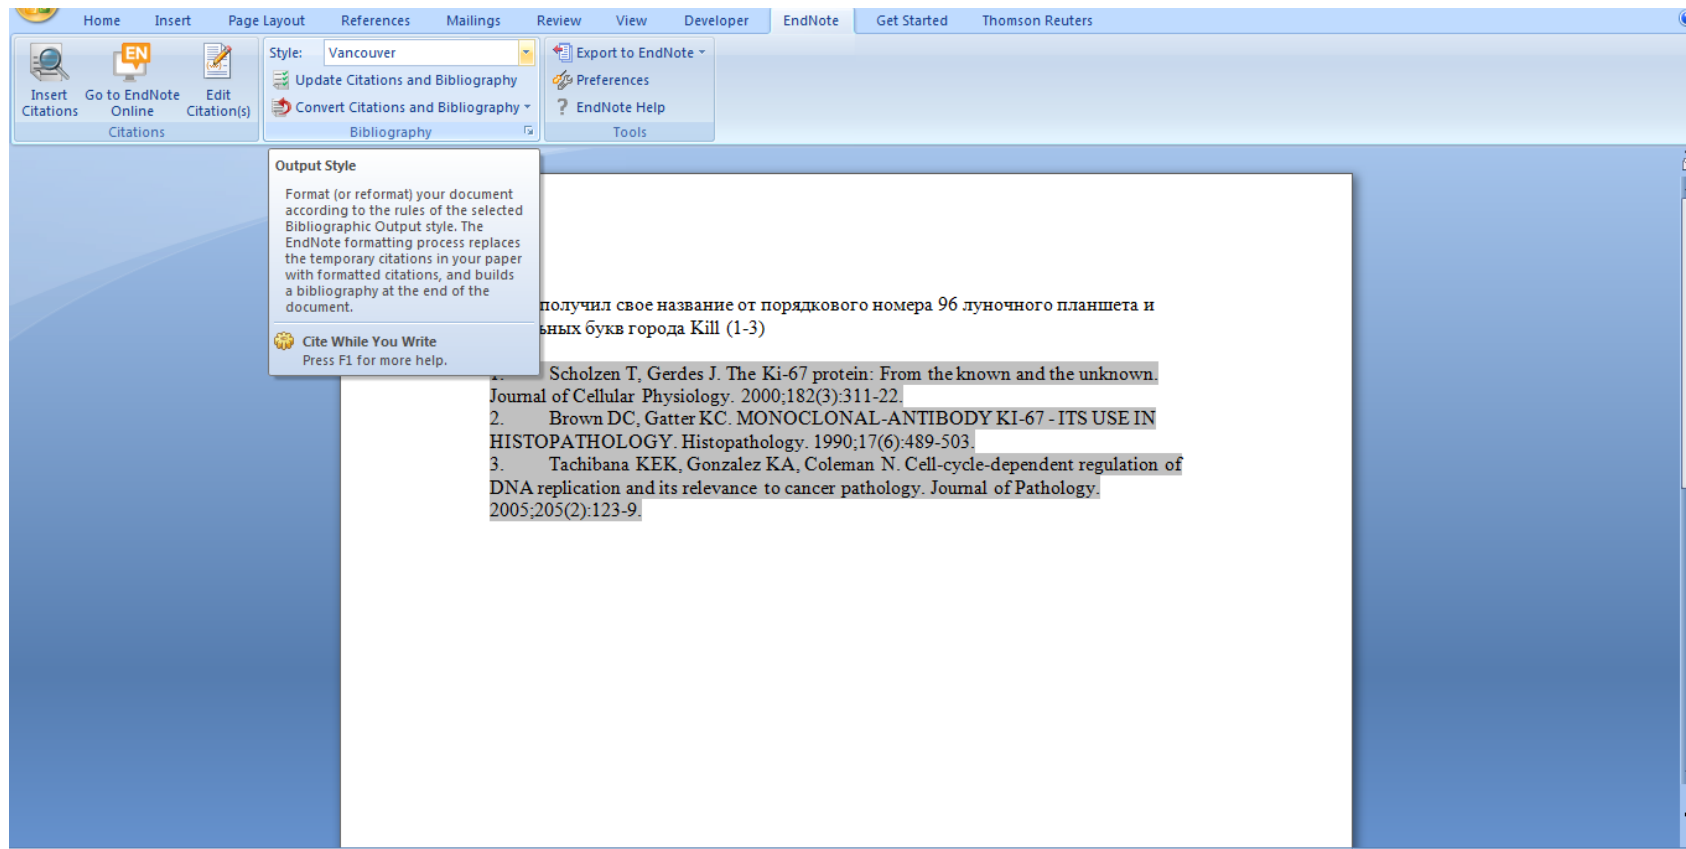 Home Insert Page Layout References Mailings Review View Developer EndNote Get Started Thomson Reuters
Insert Citations
Go to EndNote Online
Edit Citation(s)
Citations
Style: Vancouver
Update Citations and Bibliography
Convert Citations and Bibliography
Bibliography
Export to EndNote
Preferences
EndNote Help
Tools
Output Style
Format (or reformat) your document
according to the rules of the selected
Bibliographic Output style. The
EndNote formatting process replaces
the temporary citations in your paper
with formatted citations, and builds
a bibliography at the end of the
document.
Cite While You Write
Press F1 for more help.
получил свое название от порядкового номера 96 луночного планшета и
ьных букв города Kill (1-3)
1. Scholzen T, Gerdes J. The Ki-67 protein: From the known and the unknown.
Journal of Cellular Physiology. 2000;182(3):311-22.
2. Brown DC, Gatter KC. MONOCLONAL-ANTIBODY KI-67 - ITS USE IN
HISTOPATHOLOGY. Histopathology. 1990;17(6):489-503.
3. Tachibana KEK, Gonzalez KA, Coleman N. Cell-cycle-dependent regulation of
DNA replication and its relevance to cancer pathology. Journal of Pathology.
2005;205(2):123-9.